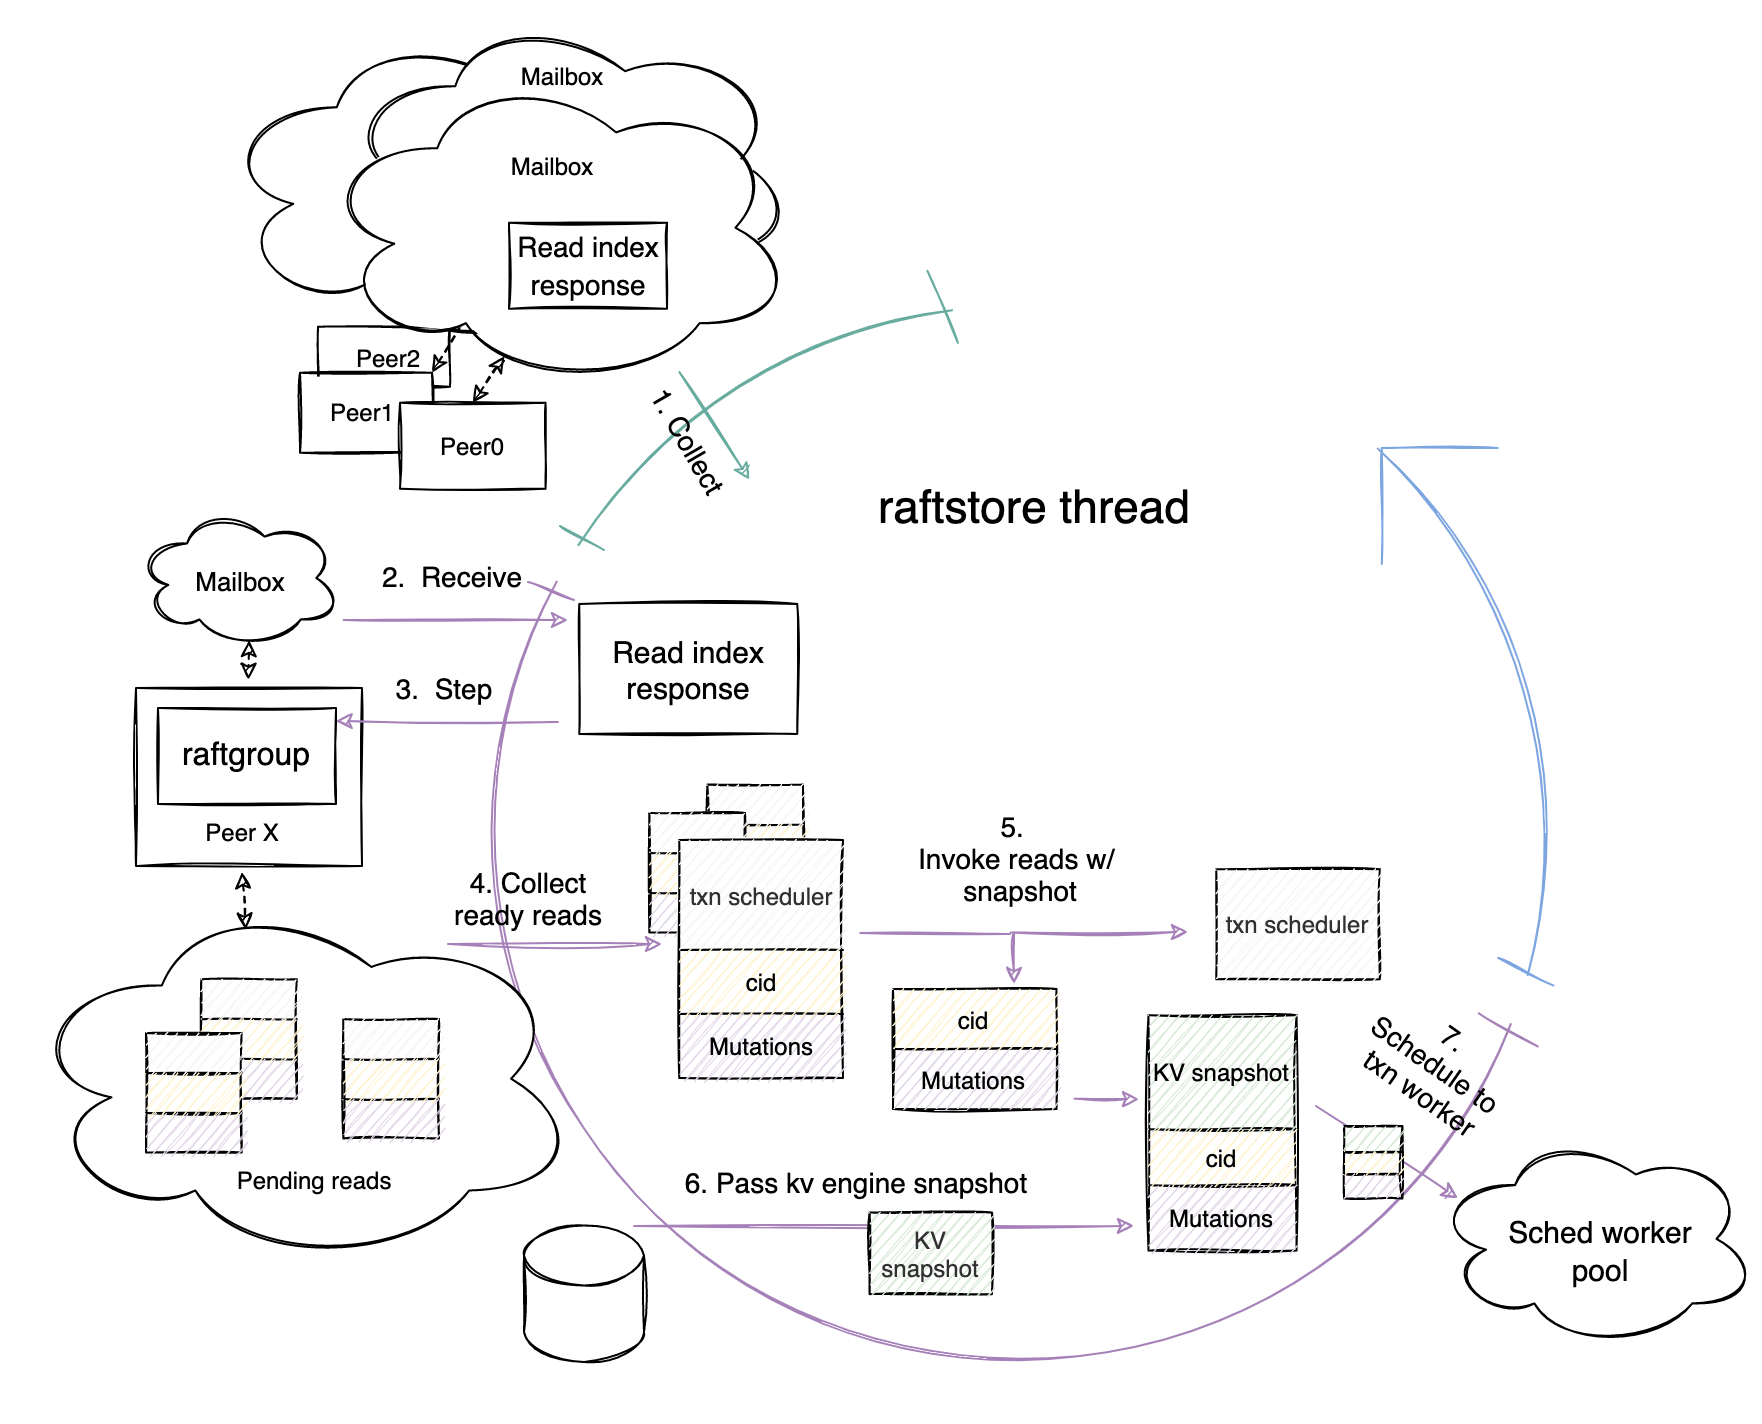 Mailbox
Mailbox
Read index
response
Peer2
Peer1
Peer0
1. Collect
raftstore thread
Mailbox
2.  Receive
Read index
response
3.  Step
raftgroup
Peer X
4. Collect
ready reads
txn scheduler
cid
Mutations
5.
Invoke reads w/
snapshot
txn scheduler
cid
Mutations
KV snapshot
cid
Mutations
7.
Schedule to
txn worker
Pending reads
6. Pass kv engine snapshot
KV
snapshot
Sched worker
pool